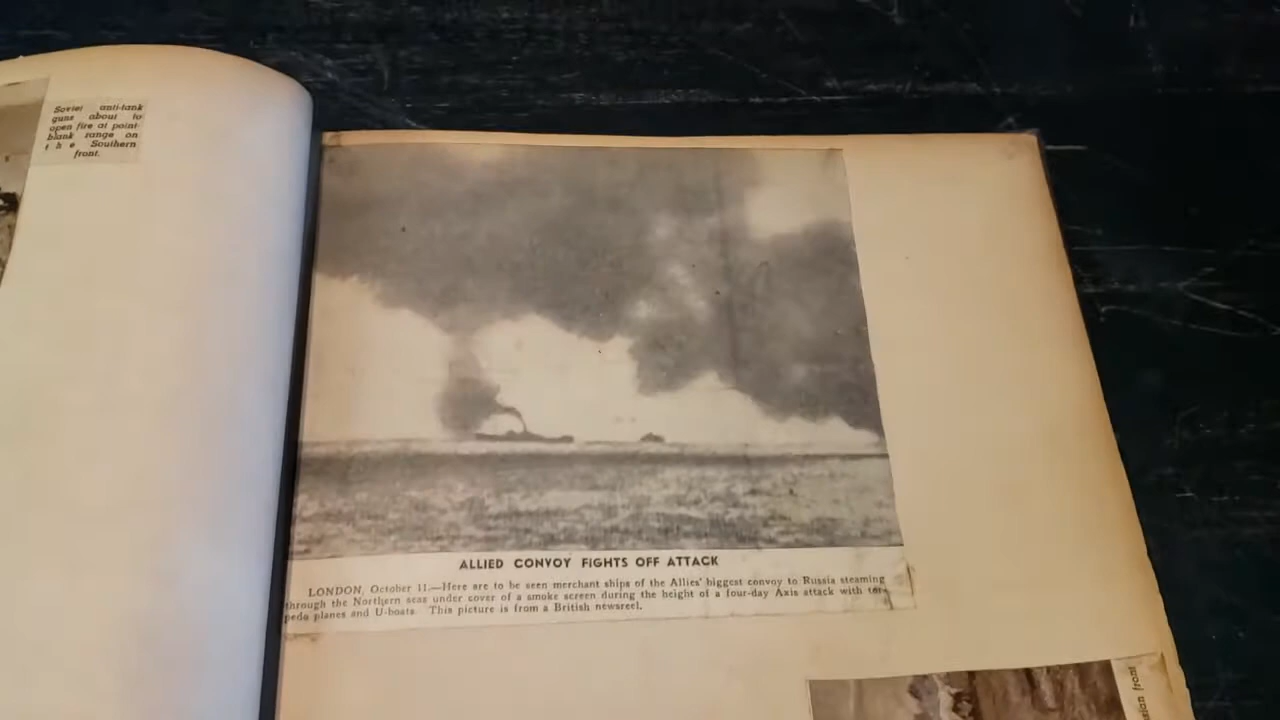 Soviet anti-tank
guns about to
open fire at point-
blank range on
the Southern
front.
ALLIED CONVOY FIGHTS OFF ATTACK
LONDON, October 11.—Here are to be seen merchant ships of the Allies' biggest convoy to Russia steaming
through the Northern seas under cover of a smoke screen during the height of a four-day Axis attack with tor-
pedo planes and U-boats. This picture is from a British newsreel.
front